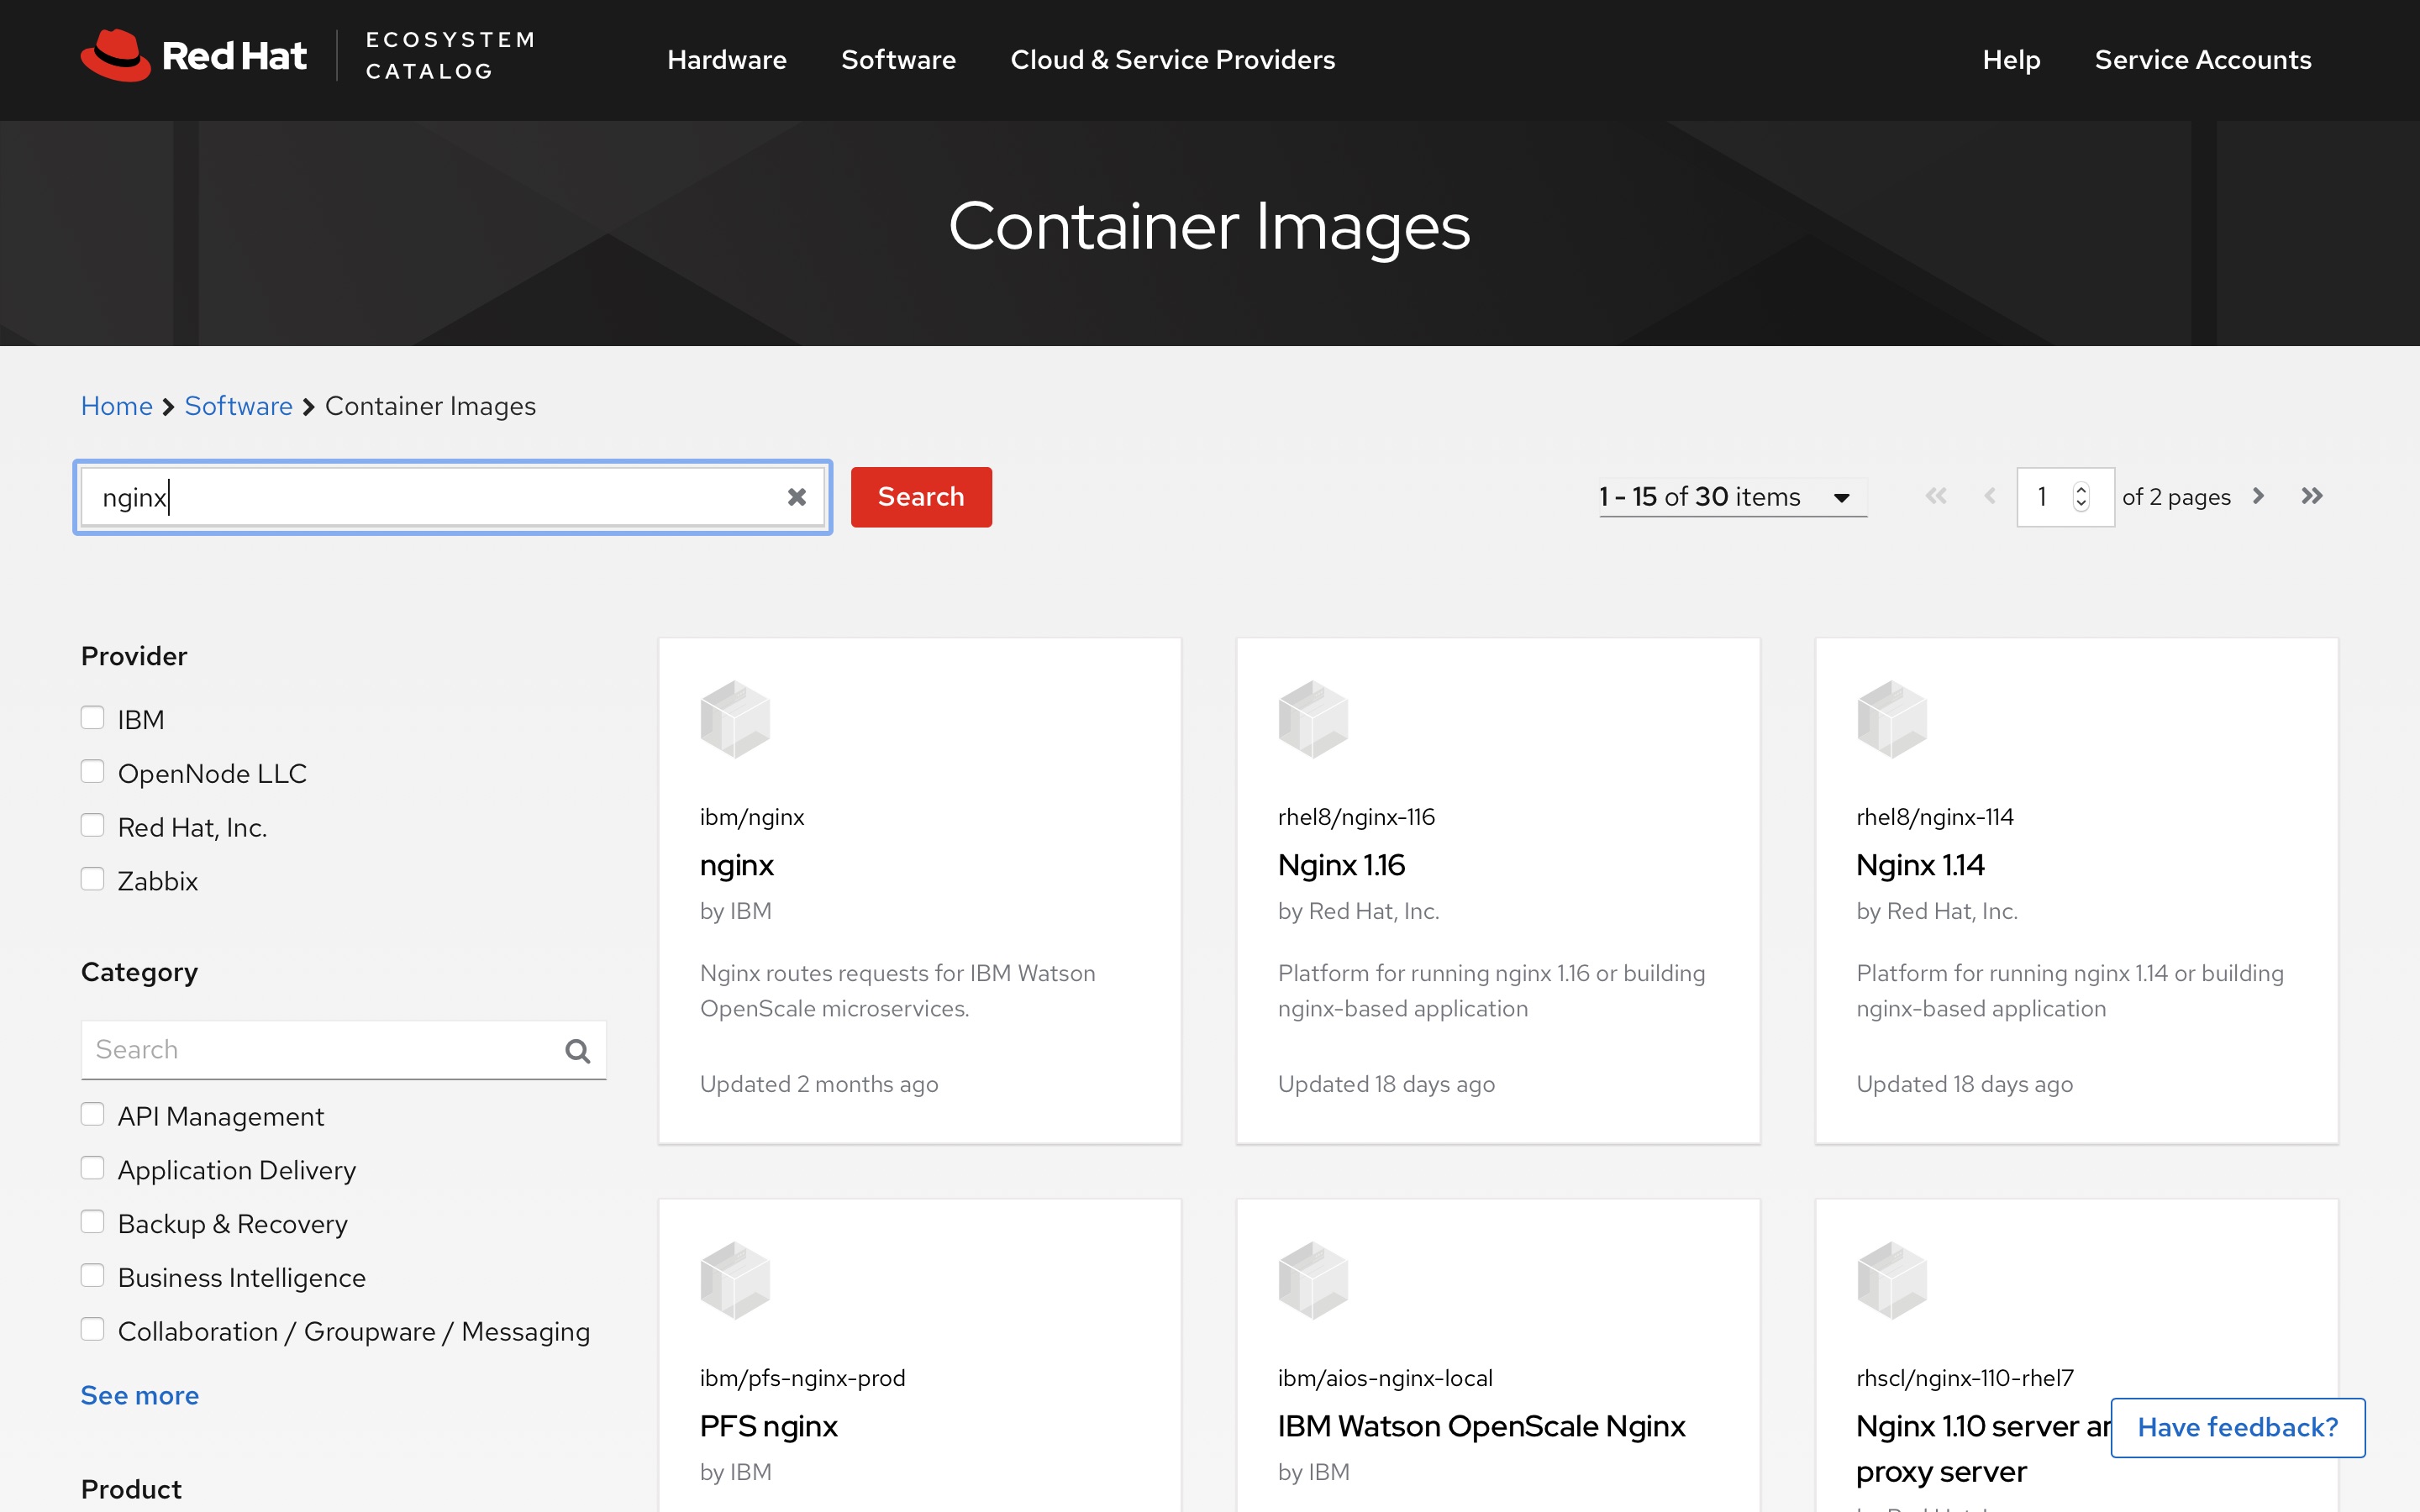 Red Hat
ECOSYSTEM
CATALOG
Hardware
Software
Cloud & Service Providers
Help
Service Accounts
Container Images
Home
Software
Container Images
nginx
Search
1 - 15 of 30 items
1
of 2 pages
Provider
IBM
OpenNode LLC
Red Hat, Inc.
Zabbix
Category
Search
API Management
Application Delivery
Backup & Recovery
Business Intelligence
Collaboration / Groupware / Messaging
See more
Product
ibm/nginx
nginx
by IBM
Nginx routes requests for IBM Watson
OpenScale microservices.
Updated 2 months ago
rhel8/nginx-116
Nginx 1.16
by Red Hat, Inc.
Platform for running nginx 1.16 or building
nginx-based application
Updated 18 days ago
rhel8/nginx-114
Nginx 1.14
by Red Hat, Inc.
Platform for running nginx 1.14 or building
nginx-based application
Updated 18 days ago
ibm/pfs-nginx-prod
PFS nginx
by IBM
ibm/aios-nginx-local
IBM Watson OpenScale Nginx
by IBM
rhscl/nginx-110-rhel7
Nginx 1.10 server
proxy server
Have feedback?